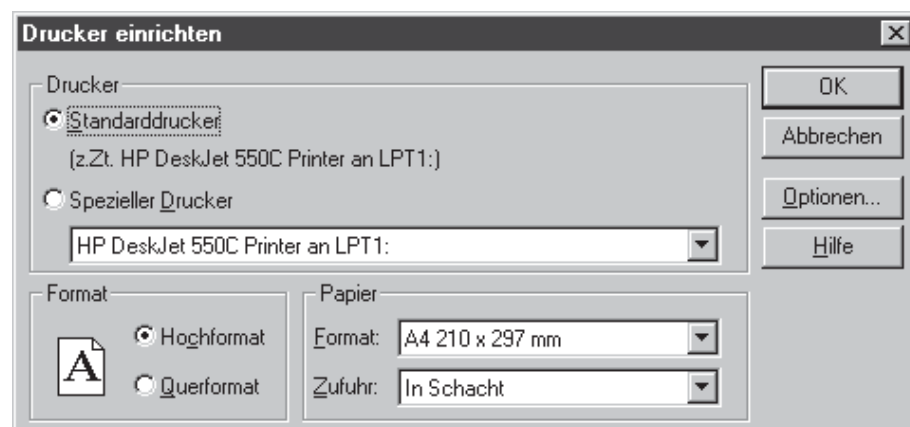 Drucker einrichten
Drucker
Standarddrucker
(z.Zt. HP DeskJet 550C Printer an LPT1:)
Spezieller Drucker
HP DeskJet 550C Printer an LPT1:
OK
Abbrechen
Optionen...
Hilfe
Format
A
Hochformat
Querformat
Papier
Format: A4 210 x 297 mm
Zufuhr: In Schacht